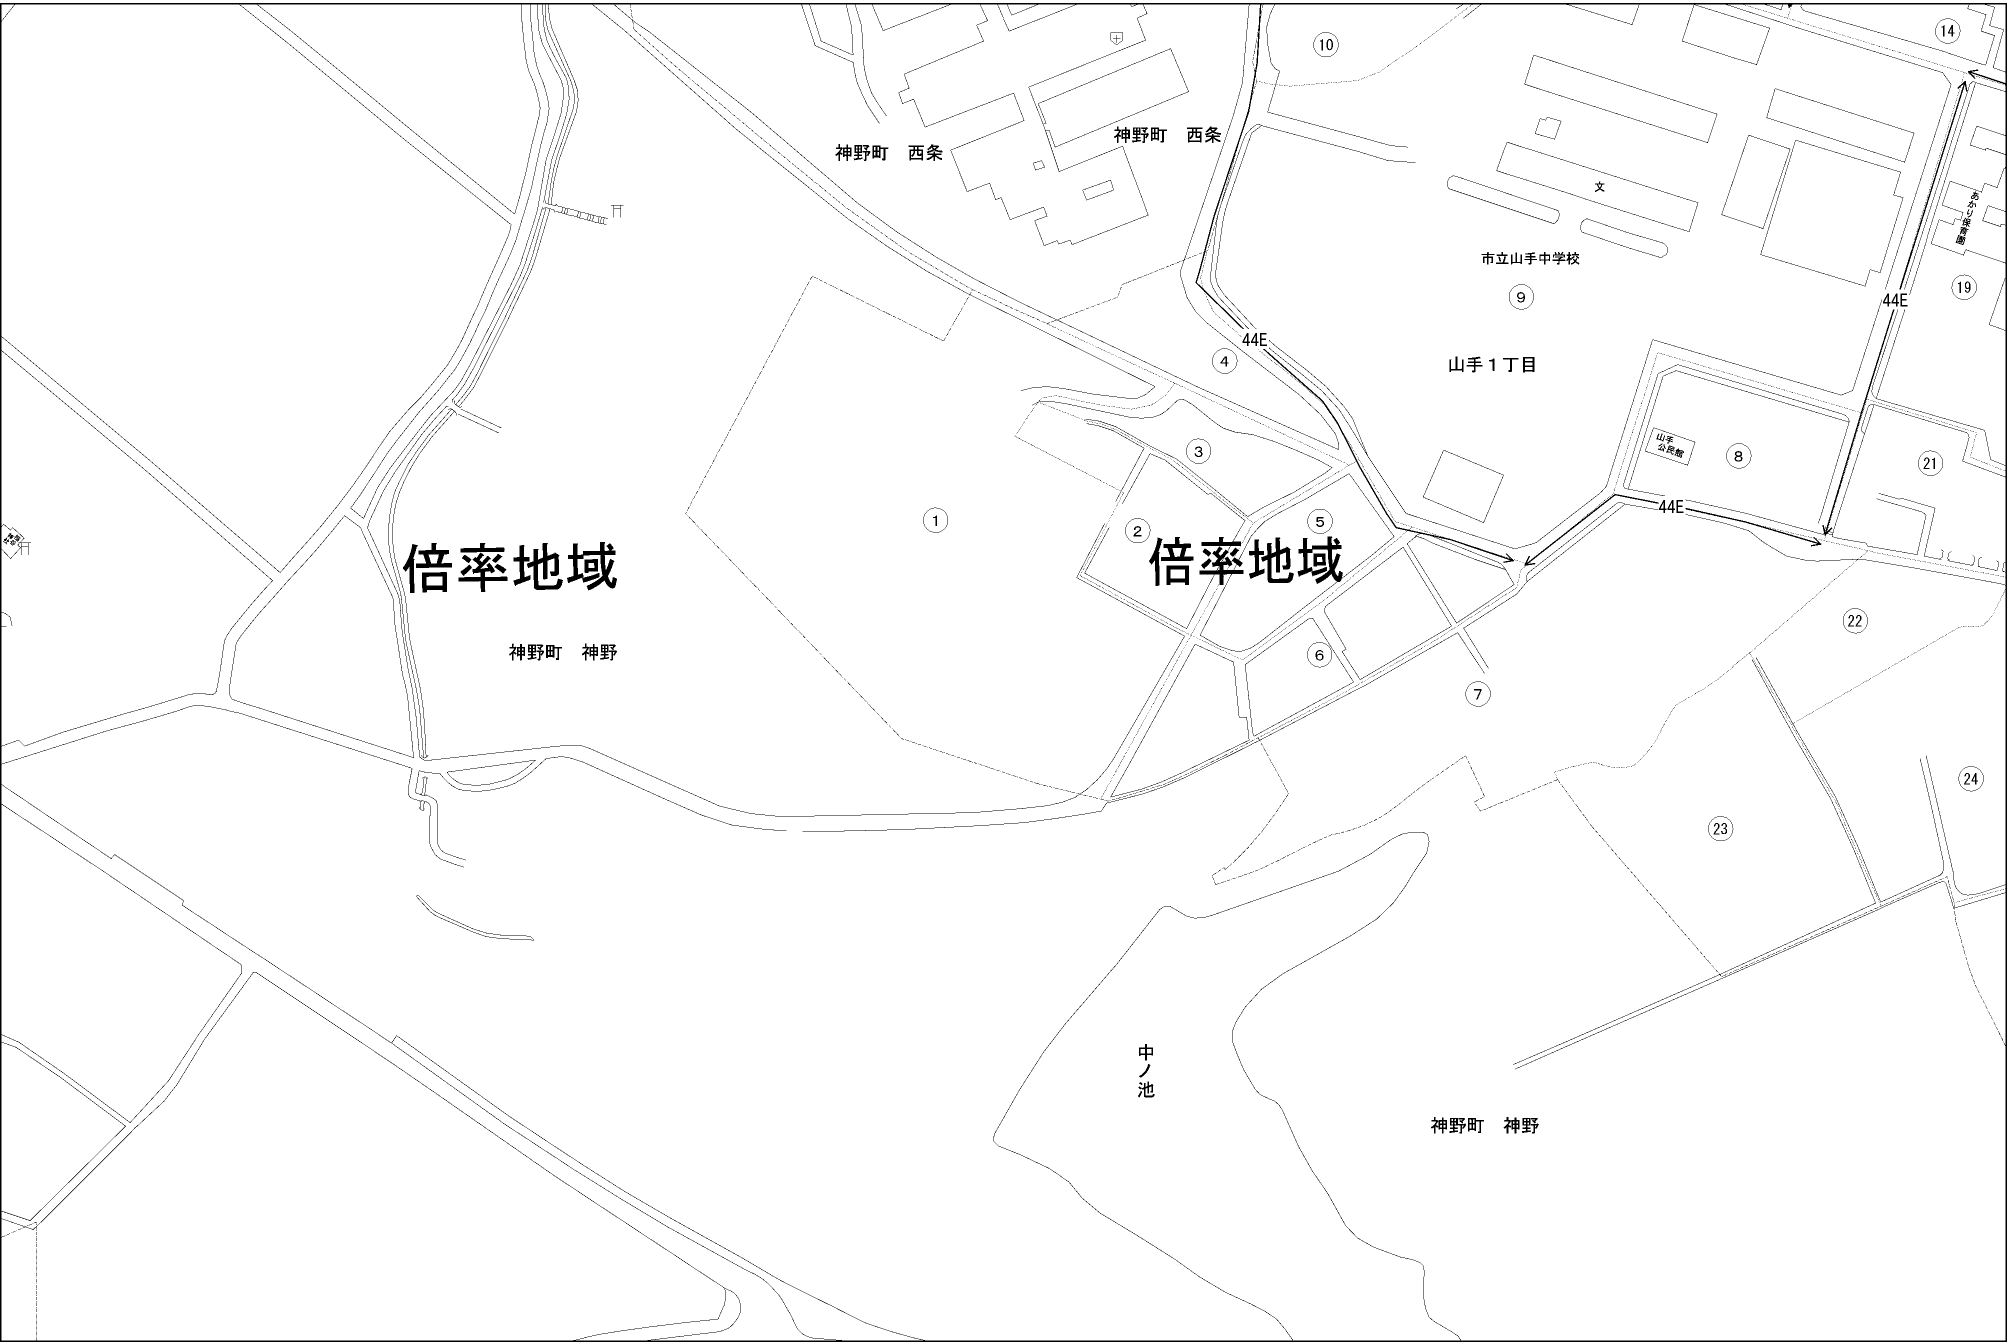 14
10
神野町　西条
神野町　西条
文
あかり保育園
市立山手中学校
9
19
44E
44E
4
山手１丁目
山手
公民館
3
8
21
1
2
5
44E
倍率地域
倍率地域
22
神野町　神野
6
7
24
23
中ノ池
神野町　神野